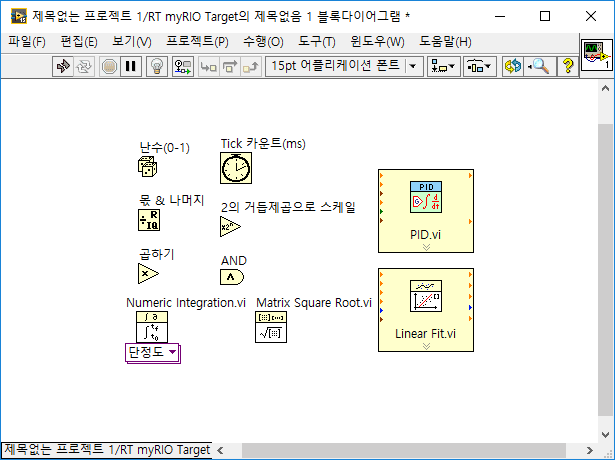 제목없는 프로젝트 1/RT myRIO Target의 제목없음 1 블록다이어그램 *
파일(F) 편집(E) 보기(V) 프로젝트(P) 수행(O) 도구(T) 윈도우(W) 도움말(H)
15pt 어플리케이션 폰트
1
난수(0-1)
Tick 카운트(ms)
몫 & 나머지
R
IQ
2의 거듭제곱으로 스케일
x2ⁿ
PID
PID.vi
곱하기
x
AND
Numeric Integration.vi
Matrix Square Root.vi
단정도
Linear Fit.vi
제목없는 프로젝트 1/RT myRIO Target